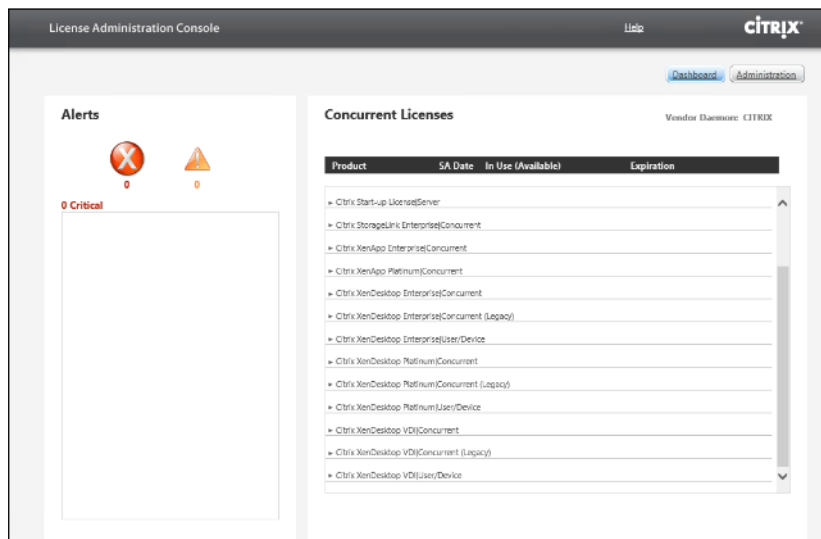 License Administration Console
Help
CİTRIX
Dashboard
Administration
Alerts
0
0
0 Critical
Concurrent Licenses
Vendor Daemon: CITRIX
Product SA Date In Use (Available) Expiration
Citrix Start-up License|Server
Citrix StorageLink Enterprise|Concurrent
Citrix XenApp Enterprise|Concurrent
Citrix XenApp Platinum|Concurrent
Citrix XenDesktop Enterprise|Concurrent
Citrix XenDesktop Enterprise|Concurrent (Legacy)
Citrix XenDesktop Enterprise|User/Device
Citrix XenDesktop Platinum|Concurrent
Citrix XenDesktop Platinum|Concurrent (Legacy)
Citrix XenDesktop Platinum|User/Device
Citrix XenDesktop VDI|Concurrent
Citrix XenDesktop VDI|Concurrent (Legacy)
Citrix XenDesktop VDI|User/Device